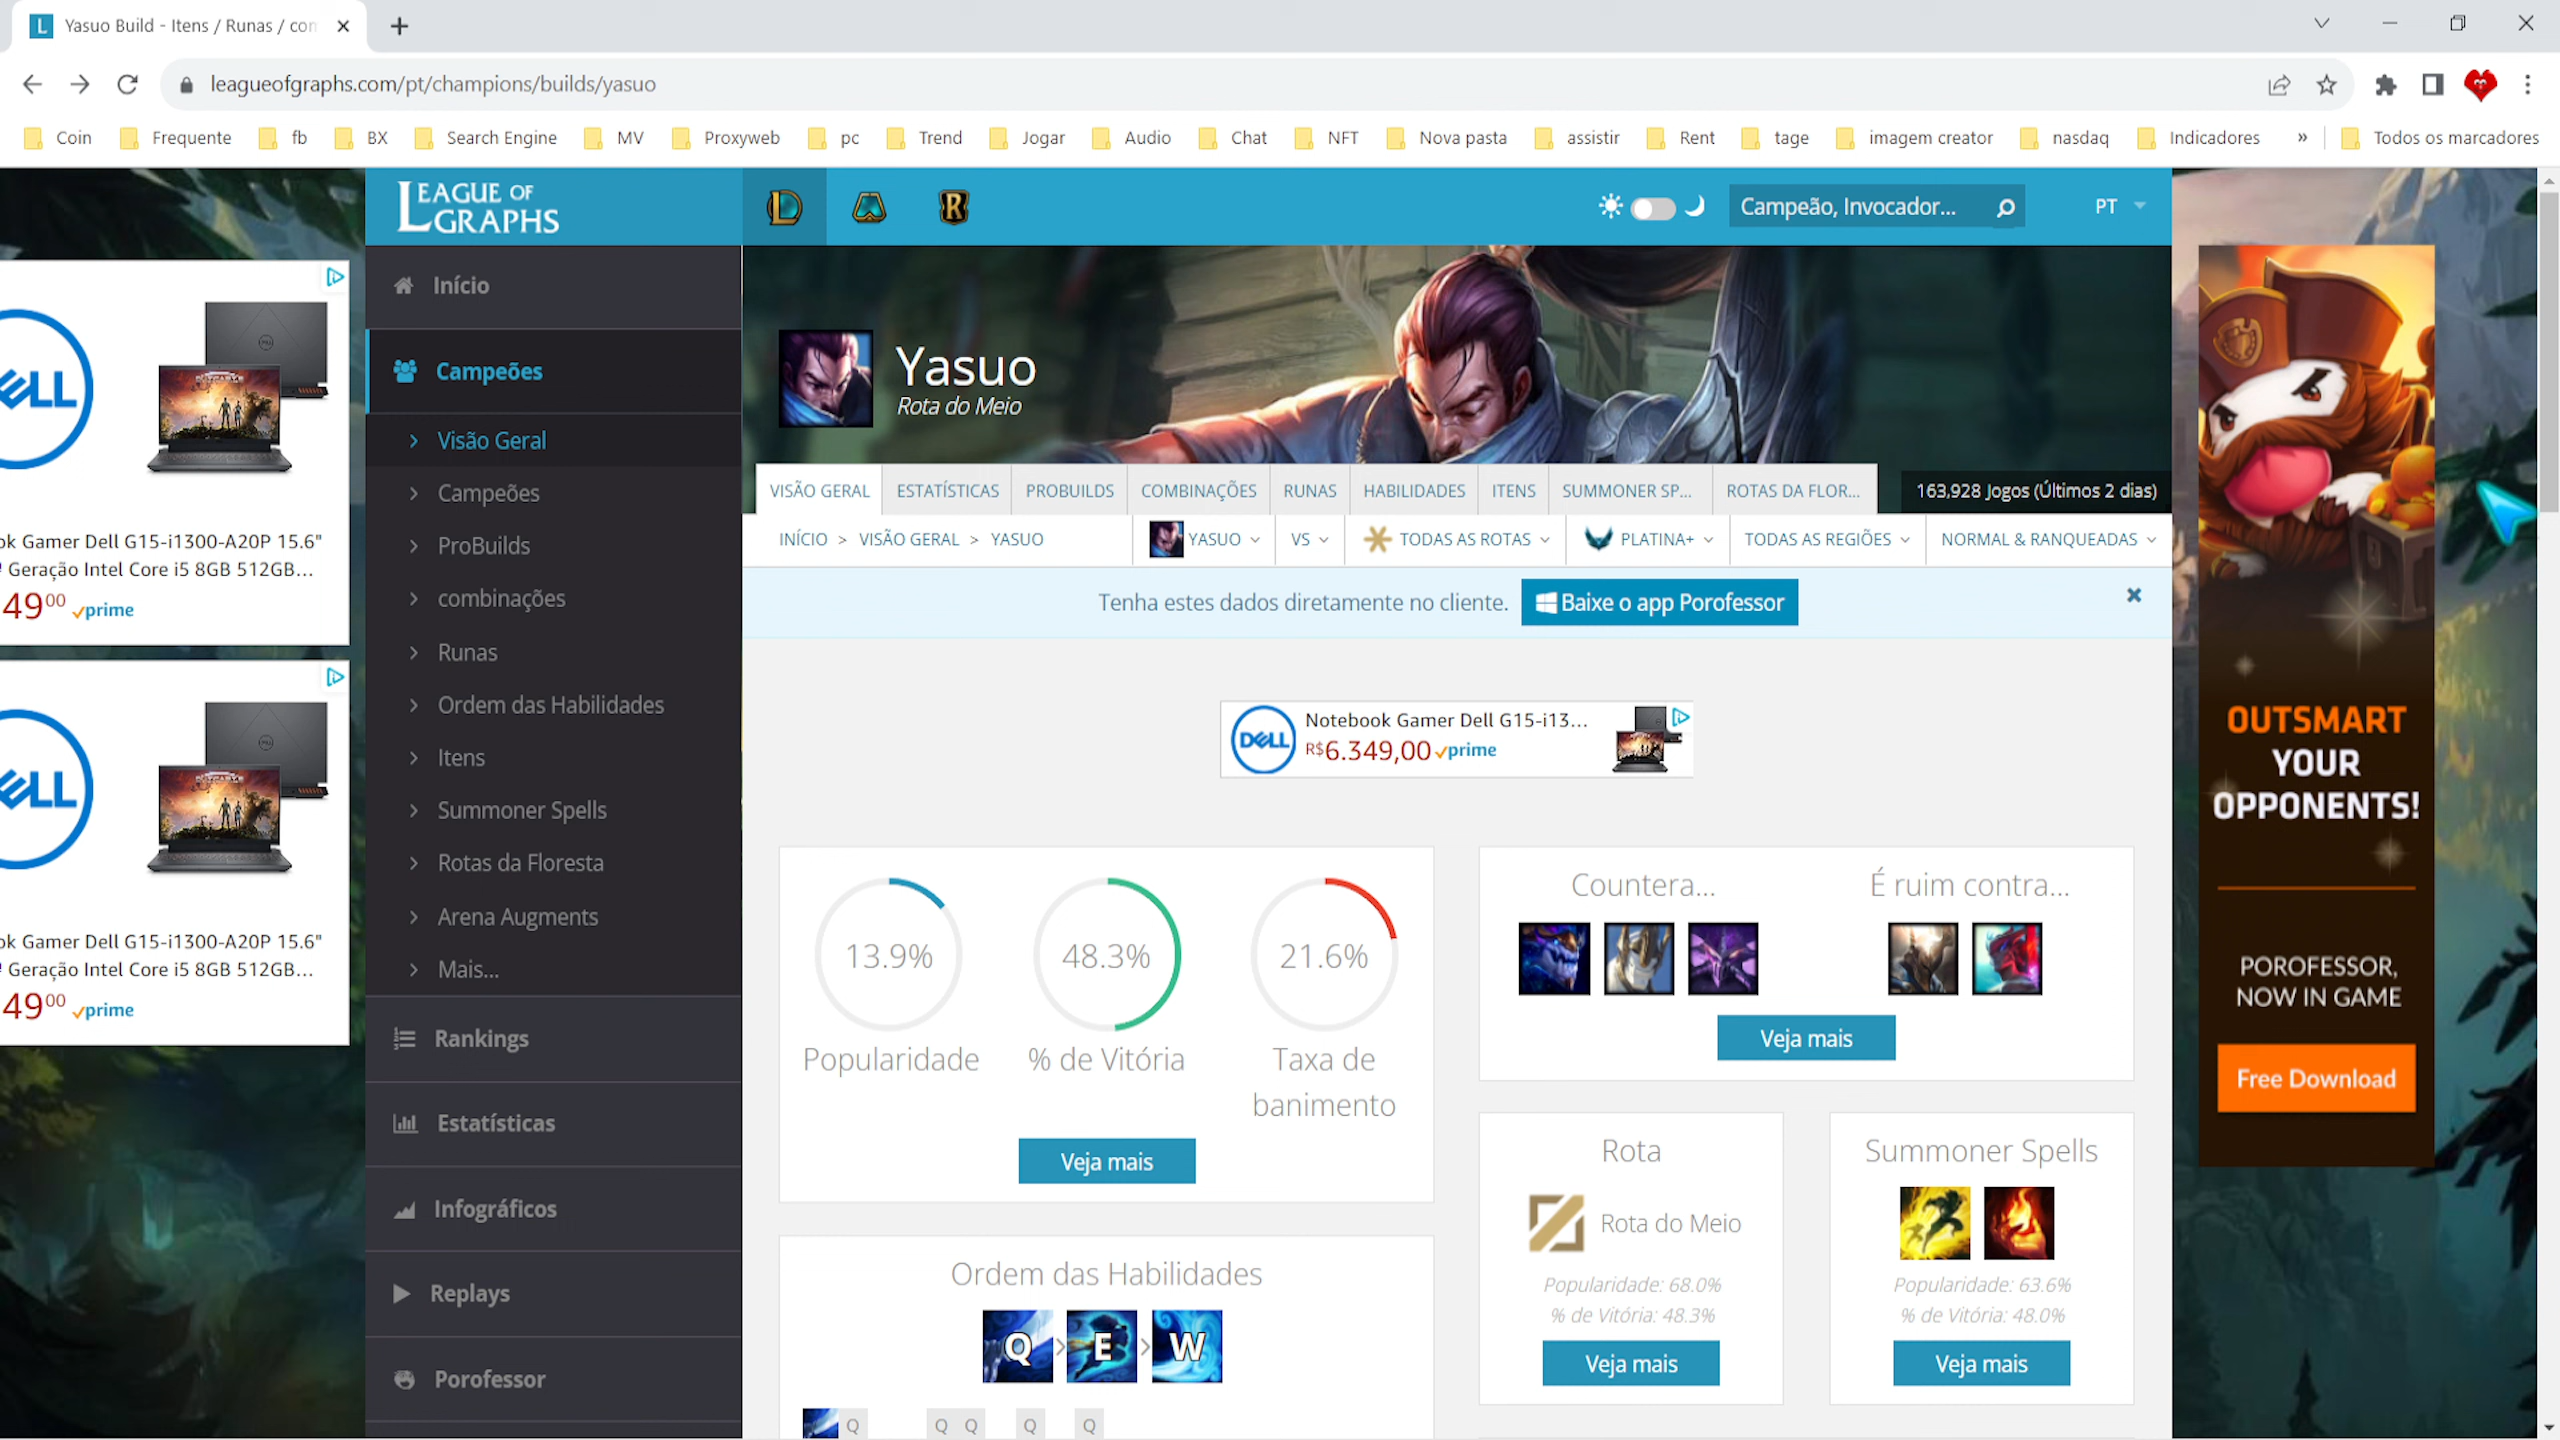 Yasuo Build - Itens / Runas / con
leagueofgraphs.com/pt/champions/builds/yasuo
Coin Frequente fb BX Search Engine MV Proxyweb pc Trend Jogar Audio Chat NFT Nova pasta assistir Rent tage imagem creator nasdaq Indicadores » Todos os marcadores
LEAGUE OF
GRAPHS
Campeão, Invocador...
PT
Início
Campeões
Visão Geral
Campeões
ProBuilds
combinações
Runas
Ordem das Habilidades
Itens
Summoner Spells
Rotas da Floresta
Arena Augments
Mais...
Rankings
Estatísticas
Infográficos
Replays
Porofessor
ELL
ok Gamer Dell G15-i1300-A20P 15.6"
Geração Intel Core i5 8GB 512GB...
4900 prime
ELL
ok Gamer Dell G15-i1300-A20P 15.6"
Geração Intel Core i5 8GB 512GB...
4900 prime
Yasuo
Rota do Meio
VISÃO GERAL ESTATÍSTICAS PROBUILDS COMBINAÇÕES RUNAS HABILIDADES ITENS SUMMONER SP... ROTAS DA FLOR...
163,928 Jogos (Últimos 2 dias)
INÍCIO > VISÃO GERAL > YASUO
YASUO VS TODAS AS ROTAS PLATINA+ TODAS AS REGIÕES NORMAL & RANQUEADAS
Tenha estes dados diretamente no cliente. Baixe o app Porofessor
DELL
Notebook Gamer Dell G15-i13...
R$6.349,00 prime
13.9% 48.3% 21.6%
Popularidade % de Vitória Taxa de
banimento
Veja mais
Countera... É ruim contra...
Veja mais
Rota
Rota do Meio
Popularidade: 68.0%
% de Vitória: 48.3%
Veja mais
Summoner Spells
Popularidade: 63.6%
% de Vitória: 48.0%
Veja mais
Ordem das Habilidades
Q > E > W
Q Q Q Q Q
OUTSMART
YOUR
OPPONENTS!
POROFESSOR,
NOW IN GAME
Free Download